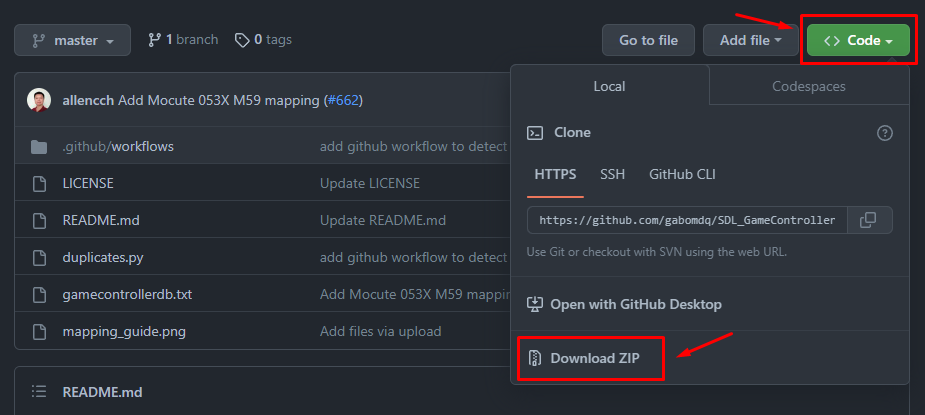 master
1 branch
0 tags
Go to file
Add file
<> Code
allencch Add Mocute 053X M59 mapping (#662)
.github/workflows
add github workflow to detect
LICENSE
Update LICENSE
README.md
Update README.md
duplicates.py
add github workflow to detect
gamecontrollerdb.txt
Add Mocute 053X M59 mappin
mapping_guide.png
Add files via upload
README.md
Local
Codespaces
Clone
HTTPS
SSH
GitHub CLI
https://github.com/gabomdq/SDL_GameController
Use Git or checkout with SVN using the web URL.
Open with GitHub Desktop
Download ZIP